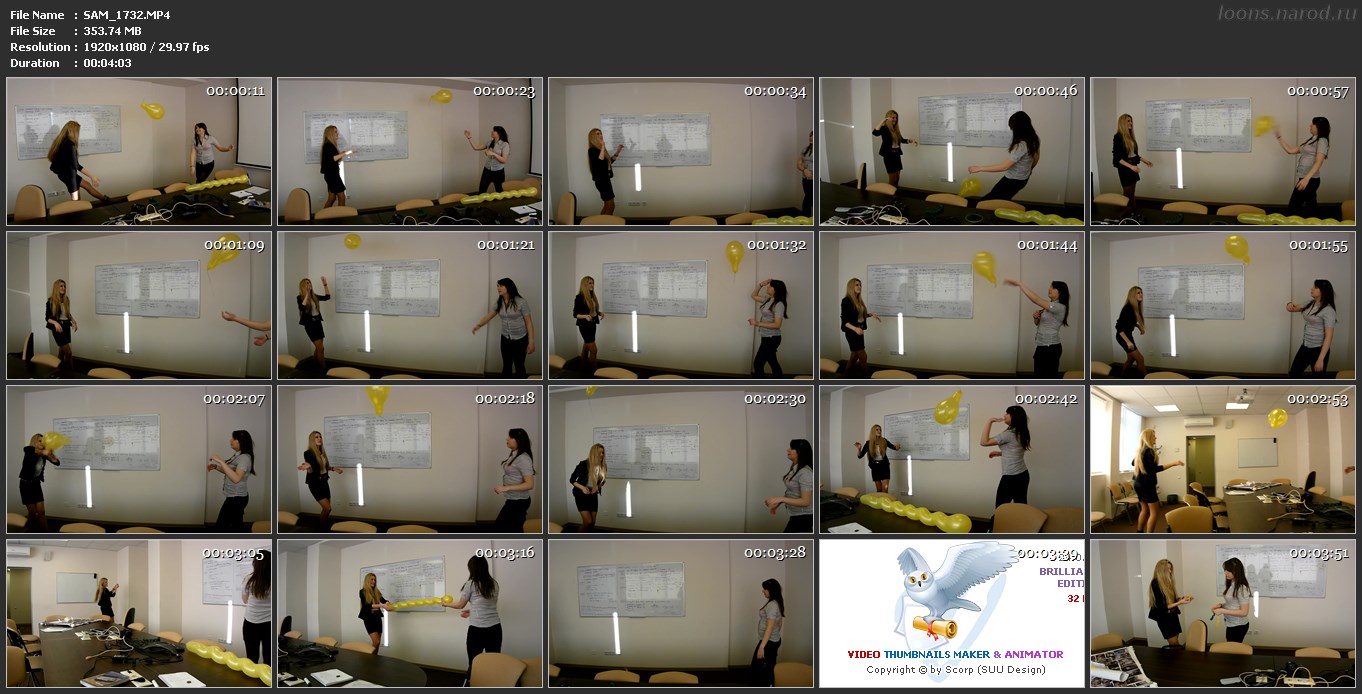 File Name : SAM_1732.MP4
loons.narod.ru
File Size : 353.74 MB
Resolution : 1920x1080 / 29.97 fps
Duration : 00:04:03
00:00:11
00:00:23
00:00:34
00:00:46
00:00:57
00:01:09
00:01:21
00:01:32
00:01:44
00:01:55
00:02:07
00:02:18
00:02:30
00:02:42
00:02:53
00:03:05
00:03:16
00:03:28
00:03:39
BRILLIA
EDITI
32
VIDEO THUMBNAILS MAKER & ANIMATOR
Copyright © by Scorp (SUU Design)
00:03:51